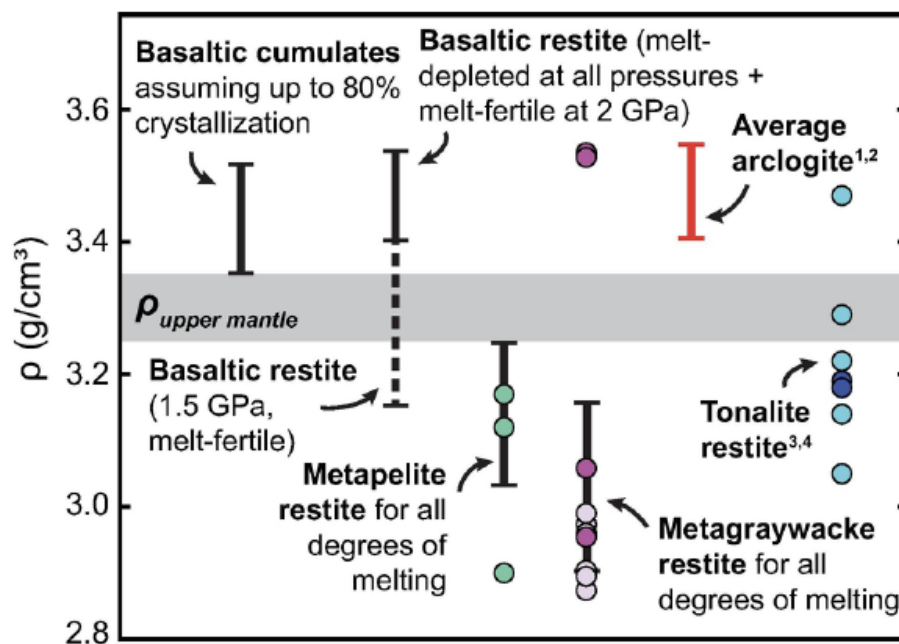 Basaltic cumulates
assuming up to 80%
crystallization
Basaltic restite (melt-
depleted at all pressures +
melt-fertile at 2 GPa)
Average
arclogite¹,²
3.6
3.4
ρ (g/cm³)
ρupper mantle
3.2
Basaltic restite
(1.5 GPa,
melt-fertile)
Tonalite
restite³,⁴
Metapelite
restite for all
degrees of
melting
3.0
Metagraywacke
restite for all
degrees of melting
2.8